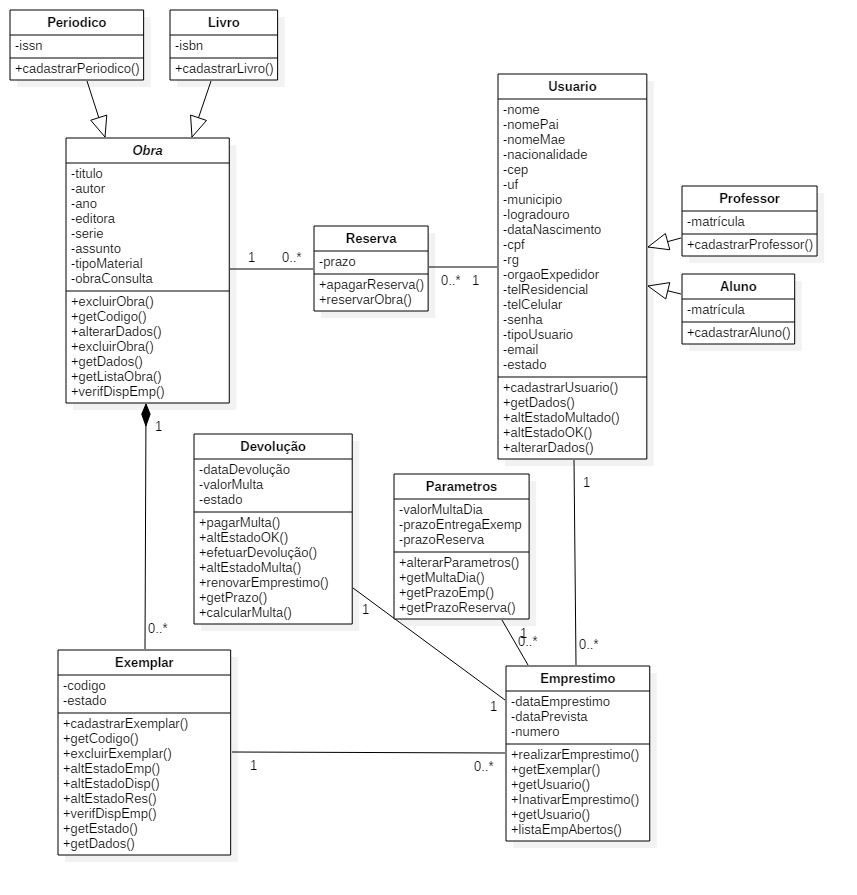 Periodico
-issn
+cadastrarPeriodico()
Livro
-isbn
+cadastrarLivro()
Obra
-titulo
-autor
-ano
-editora
-serie
-assunto
-tipoMaterial
-obraConsulta
+excluirObra()
+getCodigo()
+alterarDados()
+excluirObra()
+getDados()
+getListaObra()
+verifDispEmp()
1
0..*
Reserva
-prazo
+apagarReserva()
+reservarObra()
0..*
1
Usuario
-nome
-nomePai
-nomeMae
-nacionalidade
-cep
-uf
-municipio
-logradouro
-dataNascimento
-cpf
-rg
-orgaoExpedidor
-telResidencial
-telCelular
-senha
-tipoUsuario
-email
-estado
+cadastrarUsuario()
+getDados()
+altEstadoMultado()
+altEstadoOK()
+alterarDados()
Professor
-matrícula
+cadastrarProfessor()
Aluno
-matrícula
+cadastrarAluno()
1
0..*
Devolução
-dataDevolução
-valorMulta
-estado
+pagarMulta()
+altEstadoOK()
+efetuarDevolução()
+altEstadoMulta()
+renovarEmprestimo()
+getPrazo()
+calcularMulta()
1
1
Parametros
-valorMultaDia
-prazoEntregaExemp
-prazoReserva
+alterarParametros()
+getMultaDia()
+getPrazoEmp()
+getPrazoReserva()
1
0..*
1
0..*
Exemplar
-codigo
-estado
+cadastrarExemplar()
+getCodigo()
+excluirExemplar()
+altEstadoEmp()
+altEstadoDisp()
+altEstadoRes()
+verifDispEmp()
+getEstado()
+getDados()
1
0..*
Emprestimo
-dataEmprestimo
-dataPrevista
-numero
+realizarEmprestimo()
+getExemplar()
+getUsuario()
+InativarEmprestimo()
+getUsuario()
+listaEmpAbertos()